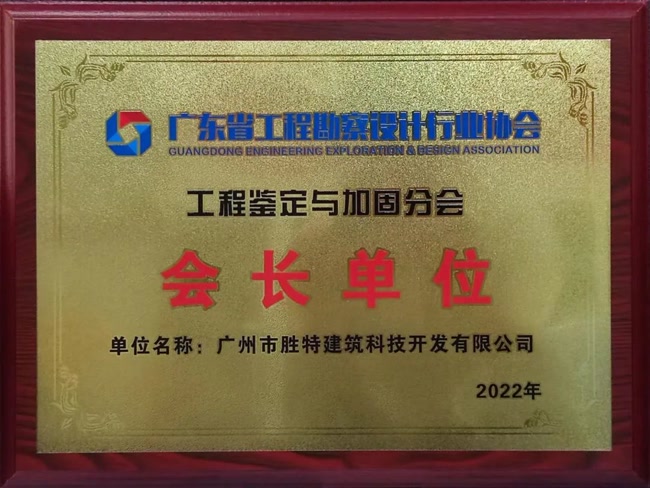 广东省工程勘察设计行业协会
GUANGDONG ENGINEERING EXPLORATION & DESIGN ASSOCIATION
工程鉴定与加固分会
会长单位
单位名称：广州市胜特建筑科技开发有限公司
2022年